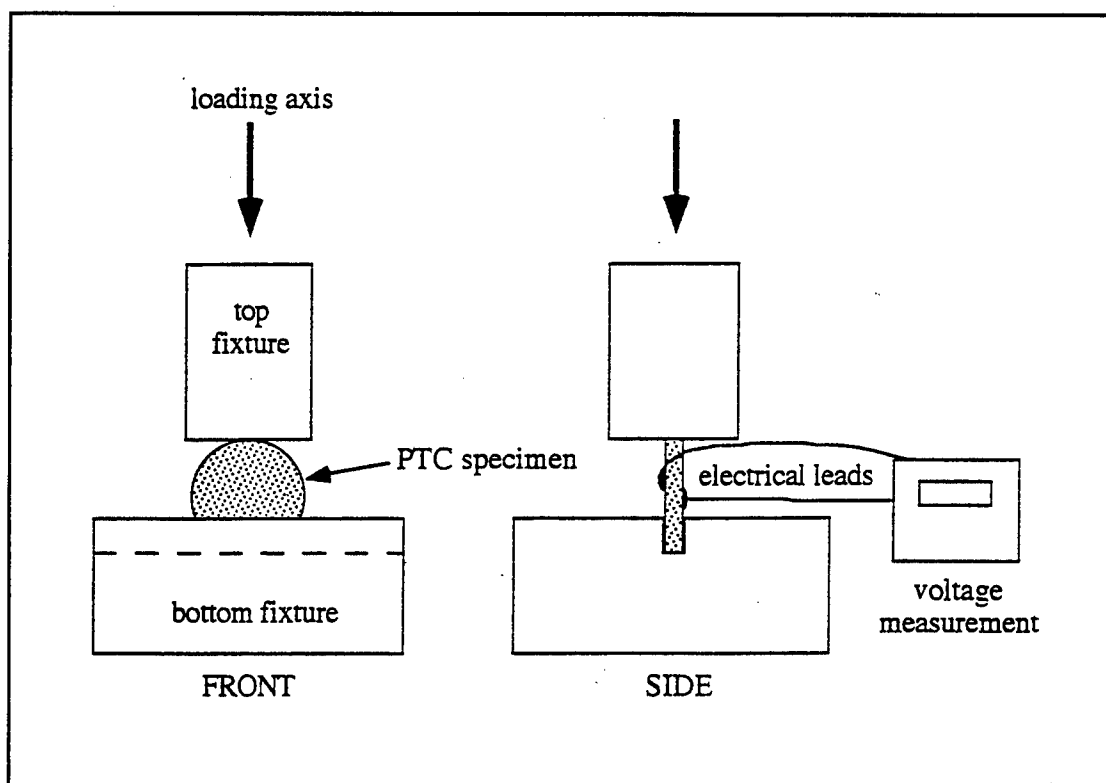 loading axis
top
fixture
PTC specimen
electrical leads
bottom fixture
voltage
measurement
FRONT
SIDE